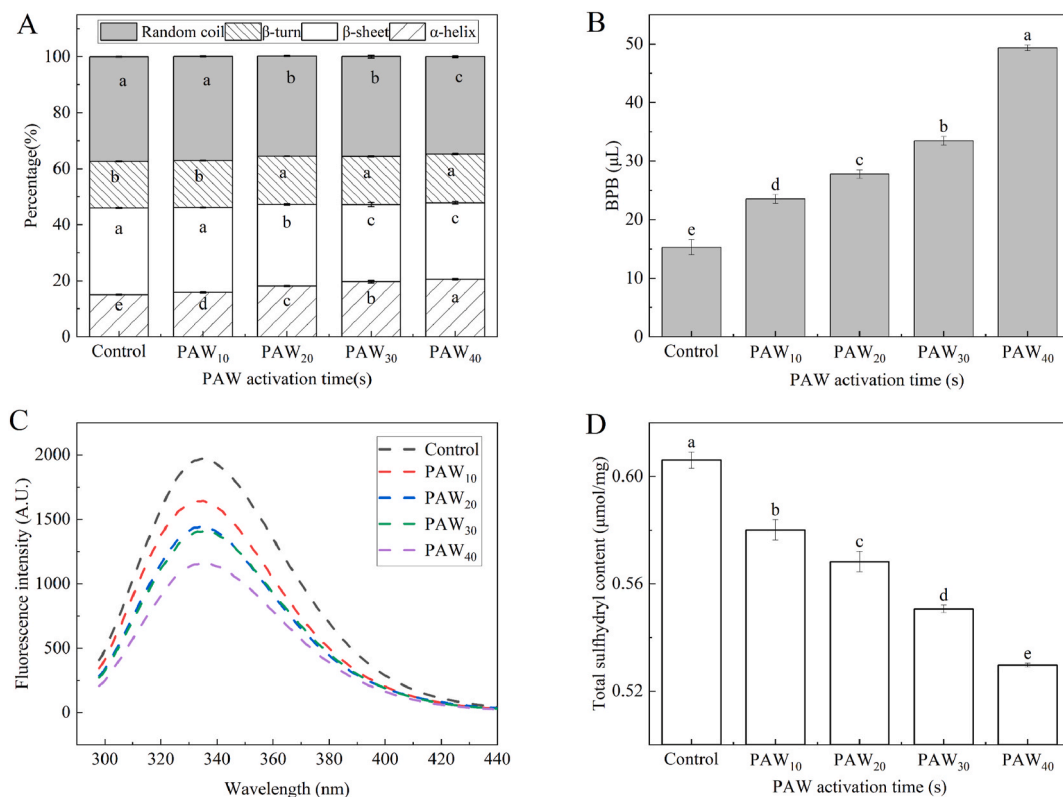 A
Random coil β-turn β-sheet α-helix
100
80
60
40
20
0
Percentage(%)
a a b b c
b b a a a
a a b c c
e d c b a
Control PAW10 PAW20 PAW30 PAW40
PAW activation time(s)
B
50
40
30
20
10
0
BPB (μL)
e d c b a
Control PAW10 PAW20 PAW30 PAW40
PAW activation time (s)
C
2000
1500
1000
500
0
Fluorescence intensity (A.U.)
Control
PAW10
PAW20
PAW30
PAW40
300 320 340 360 380 400 420 440
Wavelength (nm)
D
0.60
0.56
0.52
Total sulfhydryl content (μmol/mg)
a b c d e
Control PAW10 PAW20 PAW30 PAW40
PAW activation time (s)